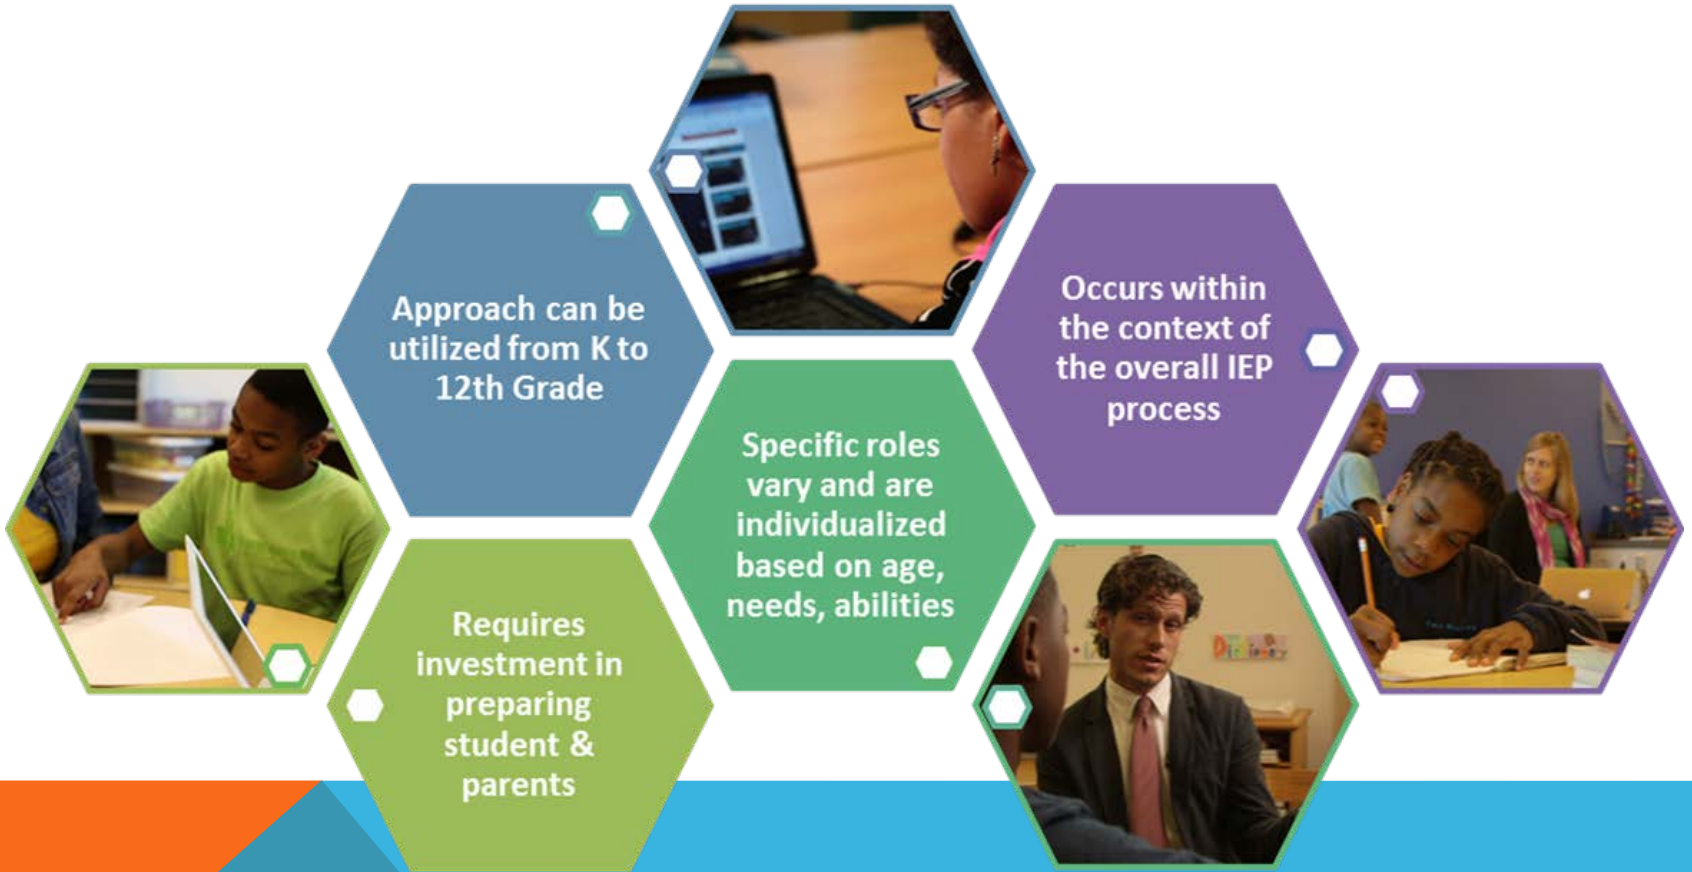 Approach can be
utilized from K to
12th Grade
Requires
investment in
preparing
student &
parents
Specific roles
vary and are
individualized
based on age,
needs, abilities
Occurs within
the context of
the overall IEP
process
Dictionary